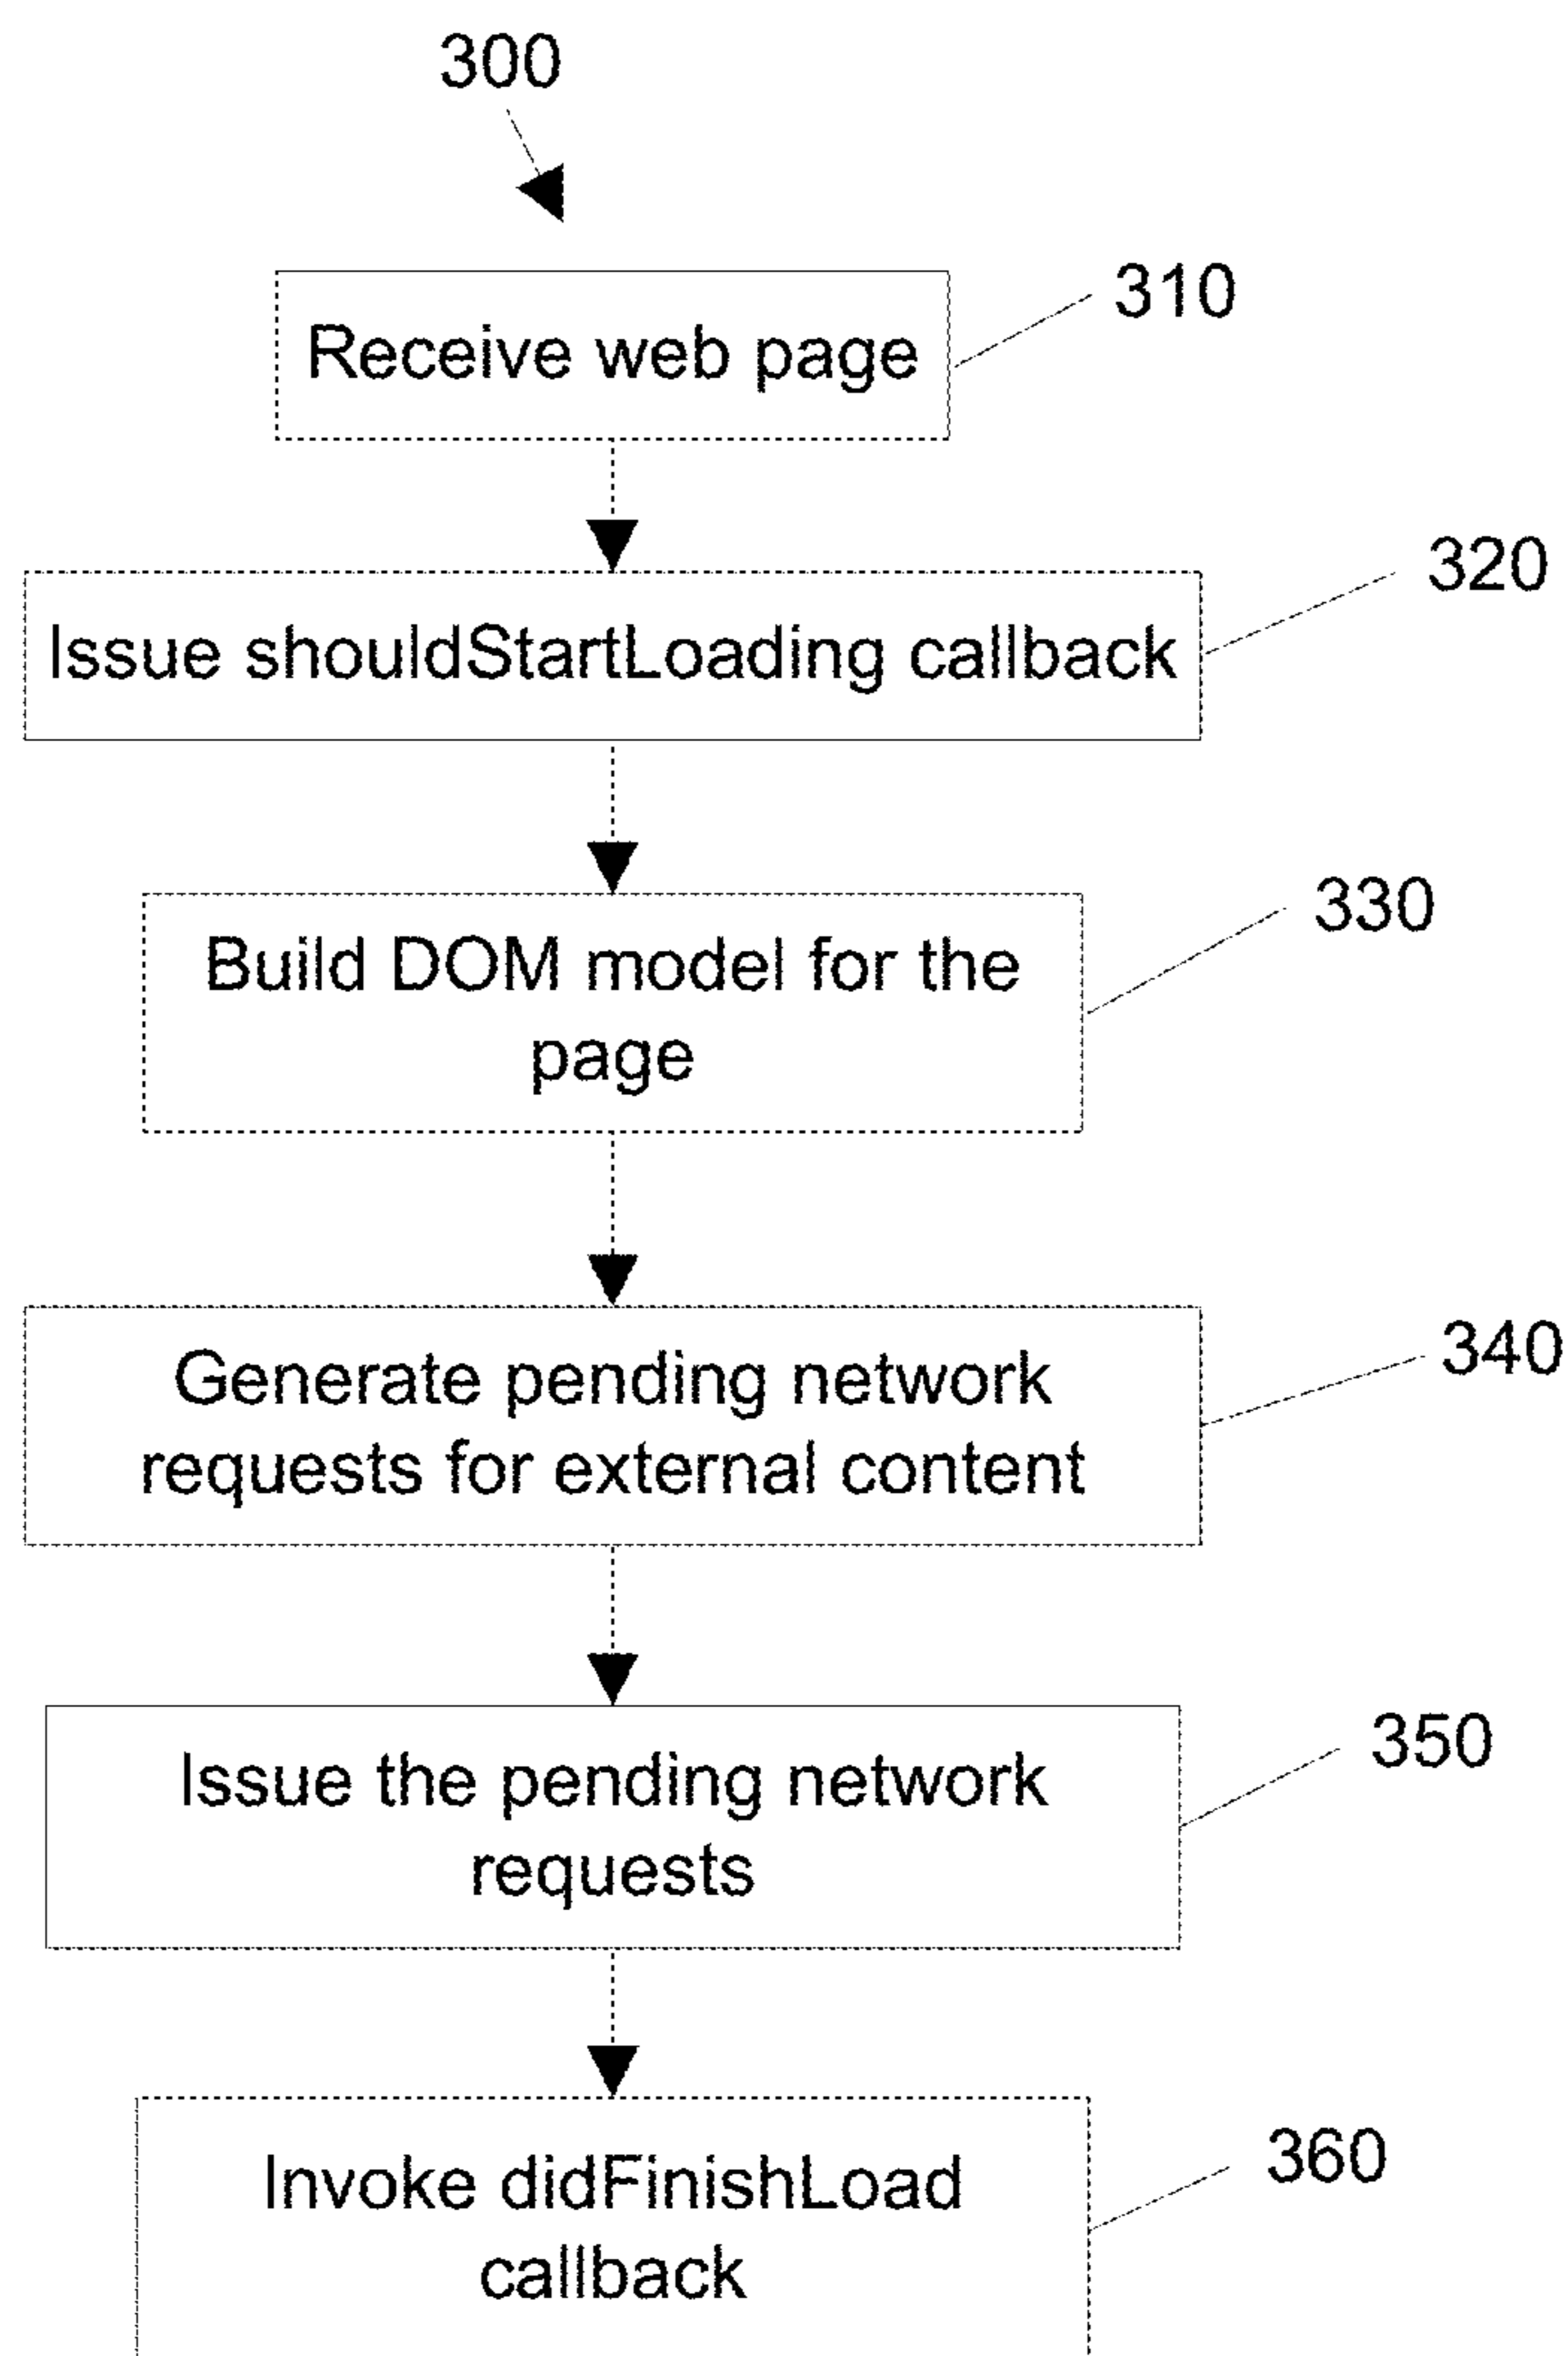 300
310
Receive web page
320
Issue shouldStartLoading callback
330
Build DOM model for the
page
340
Generate pending network
requests for external content
350
Issue the pending network
requests
360
Invoke didFinishLoad
callback